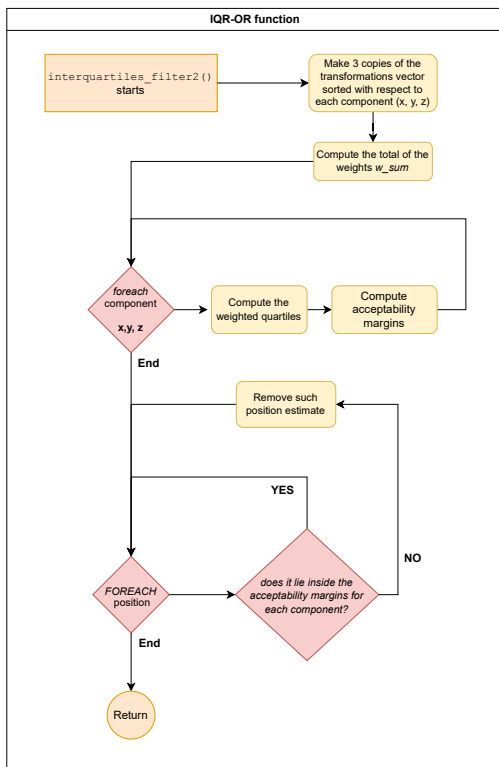 IQR-OR function
interquartiles_filter2()
starts
Make 3 copies of the
transformations vector
sorted with respect to
each component (x, y, z)
Compute the total of the
weights w_sum
foreach
component
x,y, z
Compute the
weighted quartiles
Compute
acceptability
margins
End
Remove such
position estimate
YES
NO
FOREACH
position
does it lie inside the
acceptability margins for
each component?
End
Return